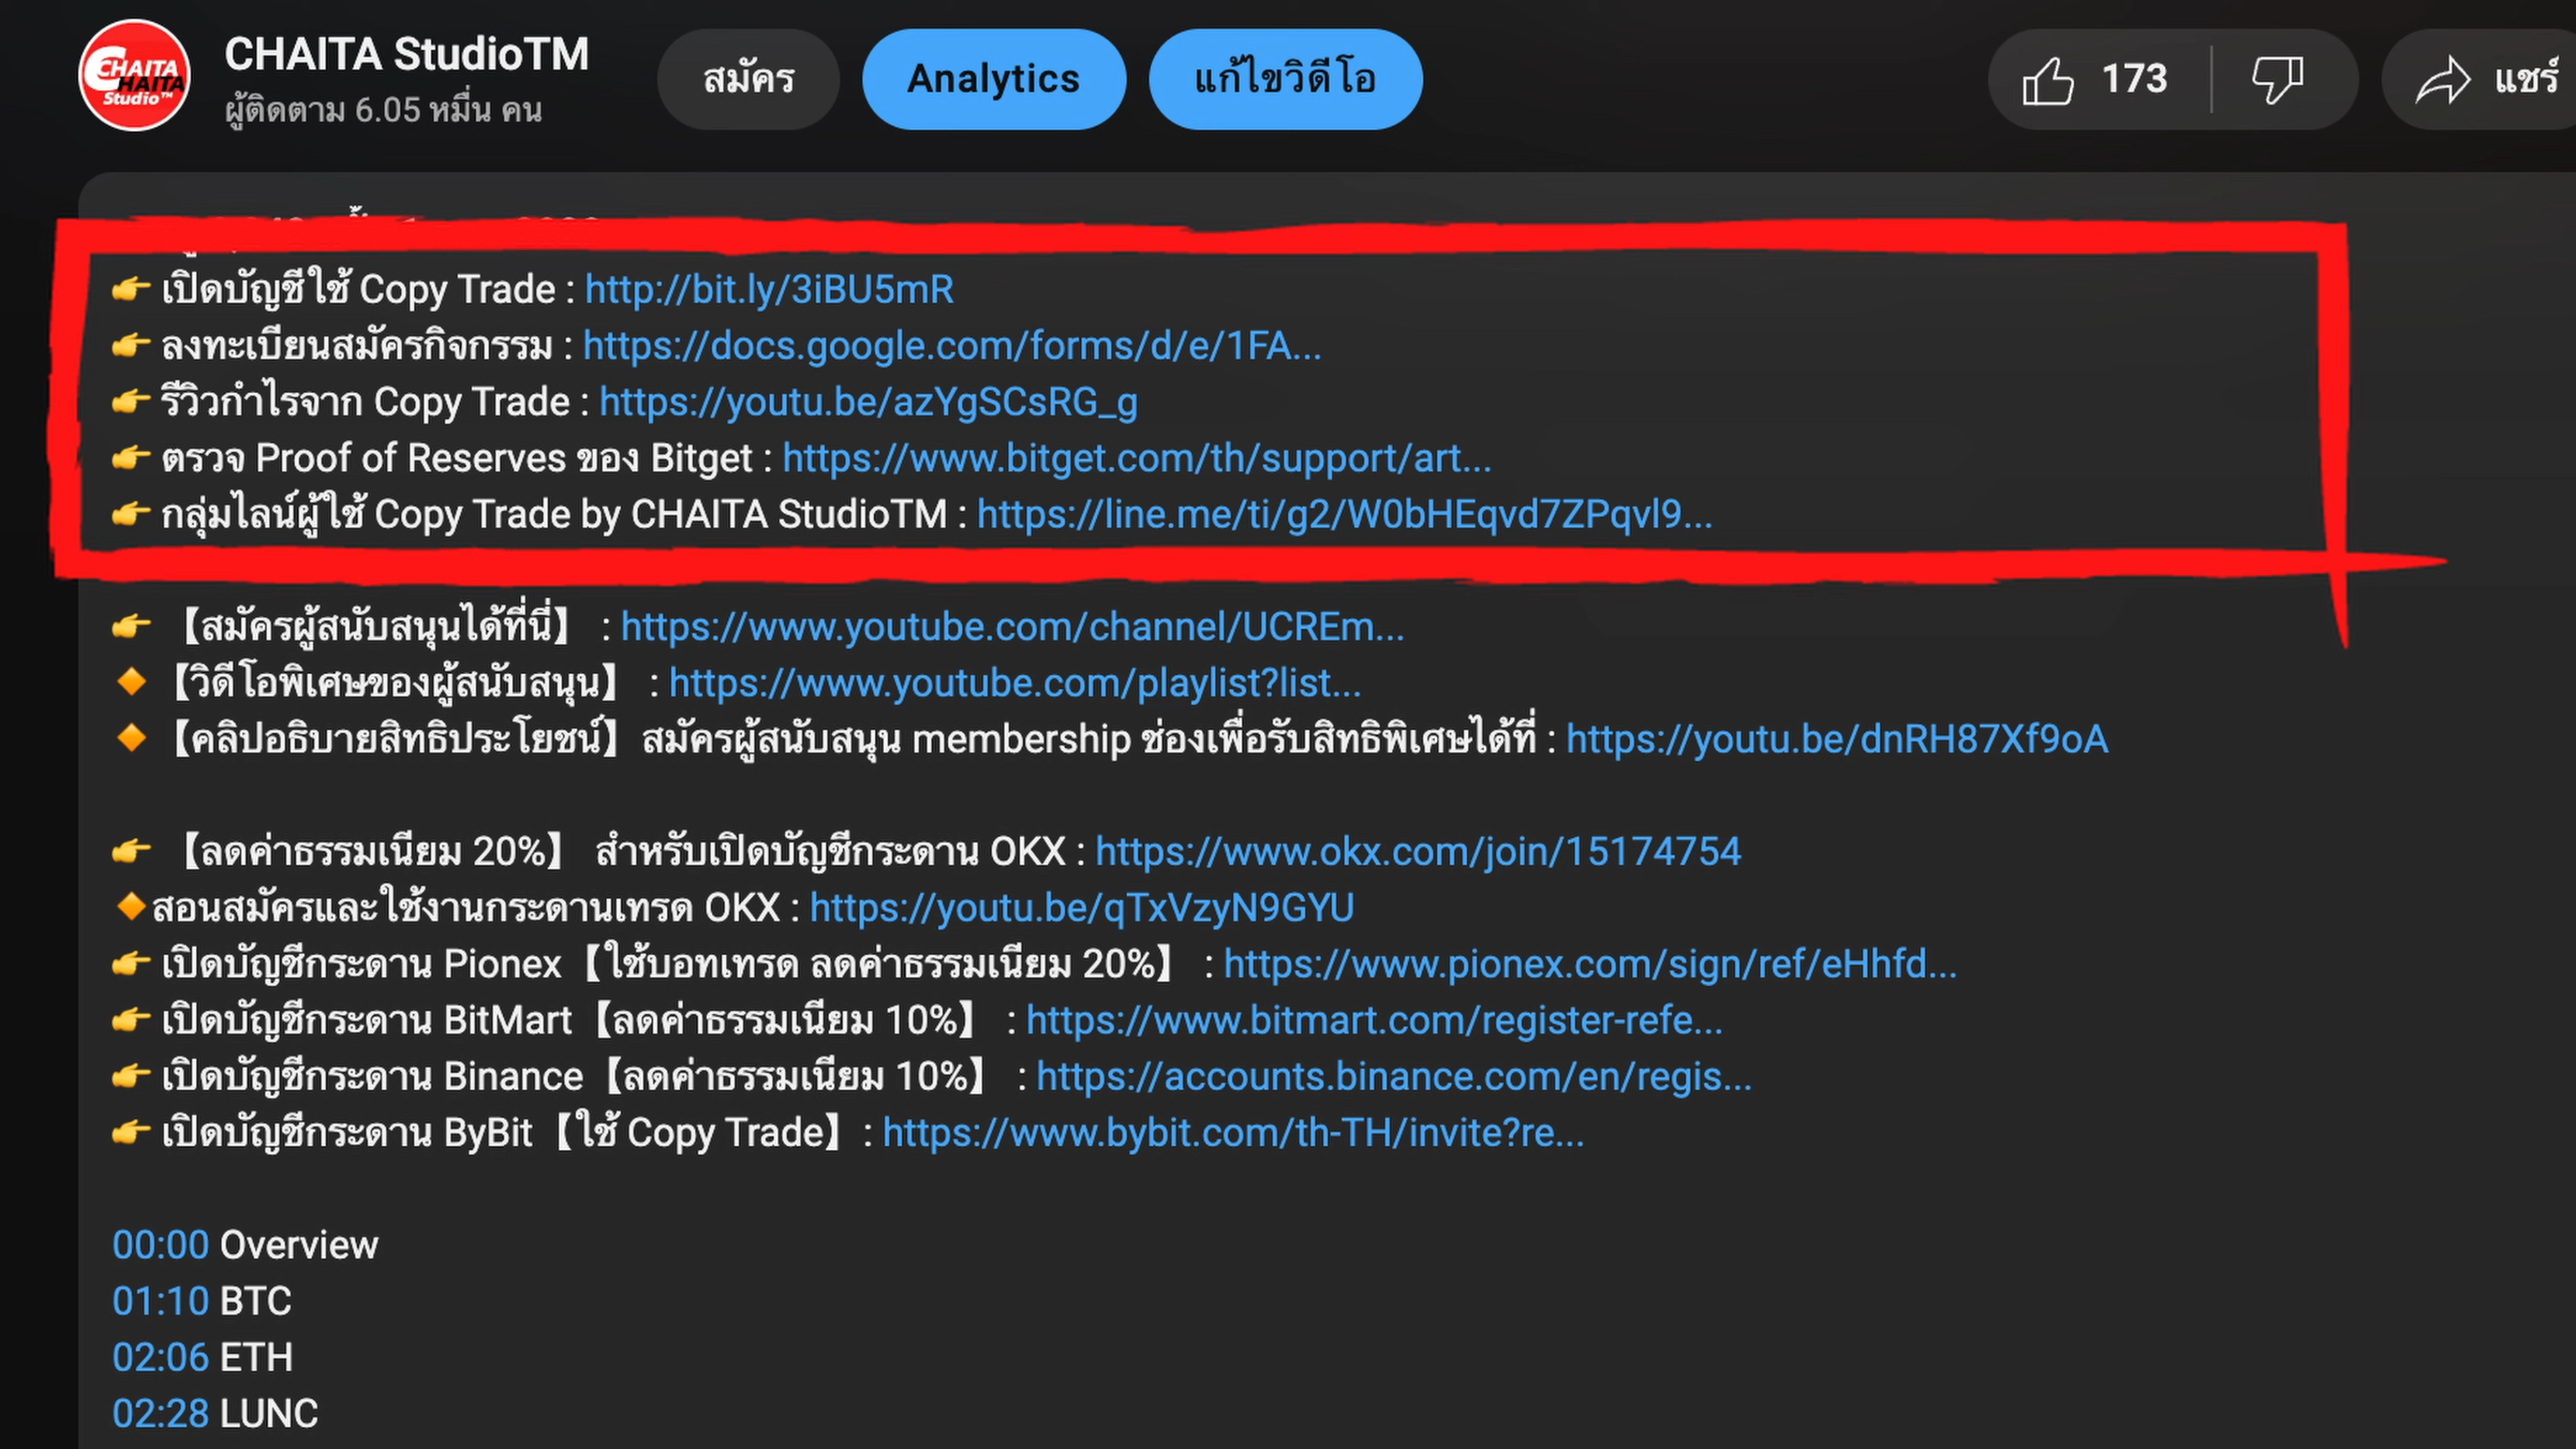 CHAITA
HAITA
Studio™
CHAITA StudioTM
ผู้ติดตาม 6.05 หมื่น คน
สมัคร
Analytics
แก้ไขวิดีโอ
173
แชร์
👉 เปิดบัญชีใช้ Copy Trade : http://bit.ly/3iBU5mR
👉 ลงทะเบียนสมัครกิจกรรม : https://docs.google.com/forms/d/e/1FA...
👉 รีวิวกำไรจาก Copy Trade : https://youtu.be/azYgSCsRG_g
👉 ตรวจ Proof of Reserves ของ Bitget : https://www.bitget.com/th/support/art...
👉 กลุ่มไลน์ผู้ใช้ Copy Trade by CHAITA StudioTM : https://line.me/ti/g2/W0bHEqvd7ZPqvl9...
👉 【สมัครผู้สนับสนุนได้ที่นี่】 : https://www.youtube.com/channel/UCREm...
🔸 【วิดีโอพิเศษของผู้สนับสนุน】 : https://www.youtube.com/playlist?list...
🔸 【คลิปอธิบายสิทธิประโยชน์】 สมัครผู้สนับสนุน membership ช่องเพื่อรับสิทธิพิเศษได้ที่ : https://youtu.be/dnRH87Xf9oA
👉 【ลดค่าธรรมเนียม 20%】 สำหรับเปิดบัญชีกระดาน OKX : https://www.okx.com/join/15174754
🔸สอนสมัครและใช้งานกระดานเทรด OKX : https://youtu.be/qTxVzyN9GYU
👉 เปิดบัญชีกระดาน Pionex【ใช้บอทเทรด ลดค่าธรรมเนียม 20%】 : https://www.pionex.com/sign/ref/eHhfd...
👉 เปิดบัญชีกระดาน BitMart【ลดค่าธรรมเนียม 10%】 : https://www.bitmart.com/register-refe...
👉 เปิดบัญชีกระดาน Binance【ลดค่าธรรมเนียม 10%】 : https://accounts.binance.com/en/regis...
👉 เปิดบัญชีกระดาน ByBit【ใช้ Copy Trade】 : https://www.bybit.com/th-TH/invite?re...
00:00 Overview
01:10 BTC
02:06 ETH
02:28 LUNC